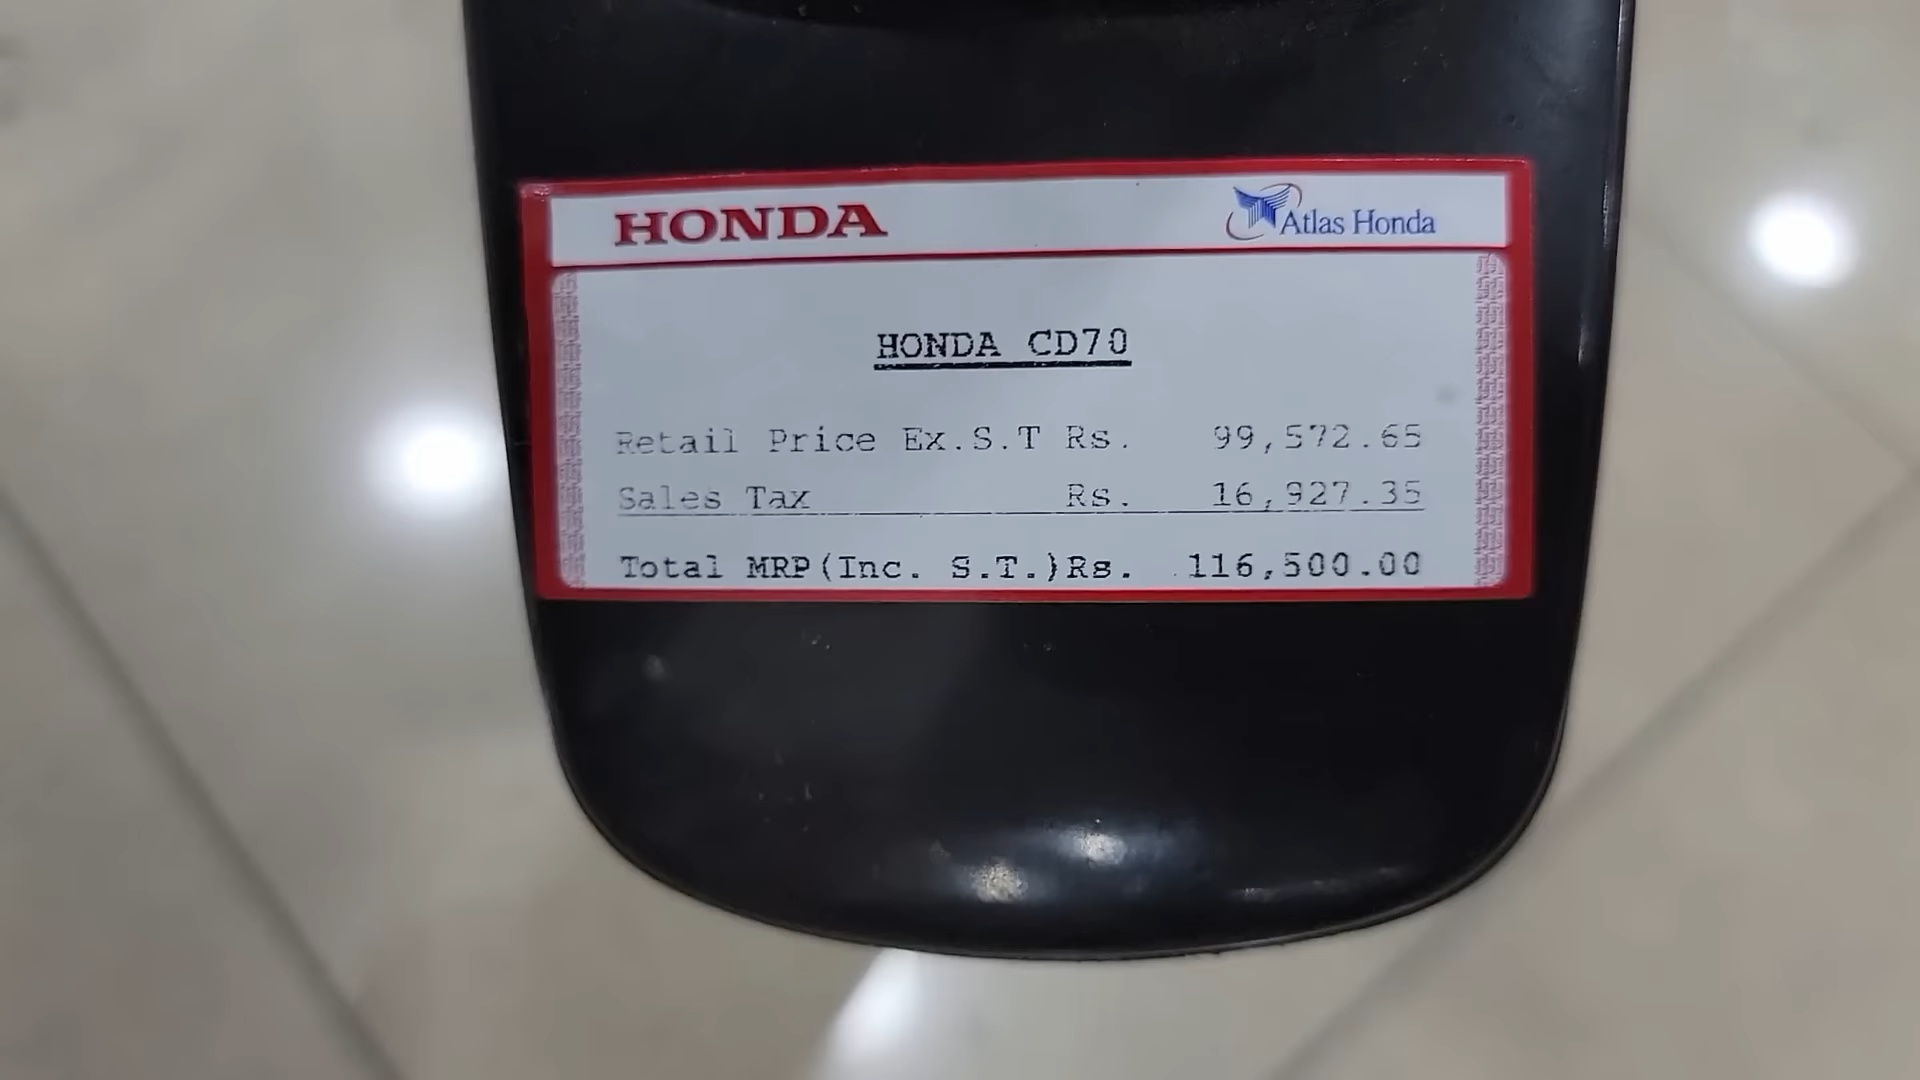 HONDA Atlas Honda
HONDA CD70
Retail Price Ex.S.T Rs. 99,572.65
Sales Tax Rs. 16,927.35
Total MRP(Inc. S.T.)Rs. 116,500.00